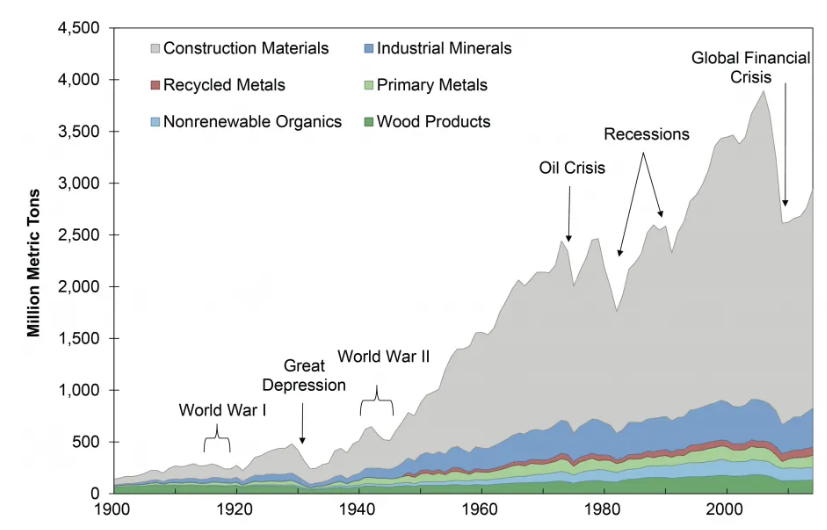 4,500
Construction Materials
Industrial Minerals
Global Financial
Crisis
4,000
Recycled Metals
Primary Metals
3,500
Nonrenewable Organics
Wood Products
Recessions
Oil Crisis
3,000
2,500
Million Metric Tons
2,000
1,500
World War II
Great
Depression
1,000
World War I
500
0
1900
1920
1940
1960
1980
2000